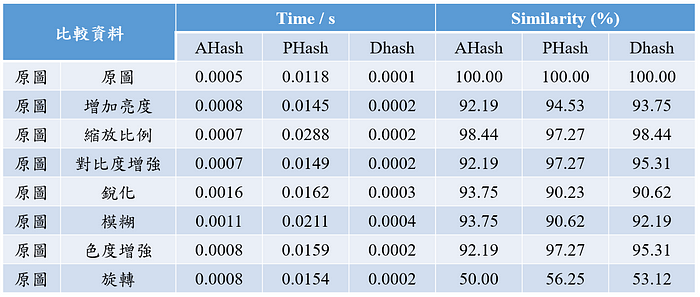 比較資料 Time / s Similarity (%)
AHash PHash Dhash AHash PHash Dhash
原圖 原圖 0.0005 0.0118 0.0001 100.00 100.00 100.00
原圖 增加亮度 0.0008 0.0145 0.0002 92.19 94.53 93.75
原圖 縮放比例 0.0007 0.0288 0.0002 98.44 97.27 98.44
原圖 對比度增強 0.0007 0.0149 0.0002 92.19 97.27 95.31
原圖 銳化 0.0016 0.0162 0.0003 93.75 90.23 90.62
原圖 模糊 0.0011 0.0211 0.0004 93.75 90.62 92.19
原圖 色度增強 0.0008 0.0159 0.0002 92.19 97.27 95.31
原圖 旋轉 0.0008 0.0154 0.0002 50.00 56.25 53.12